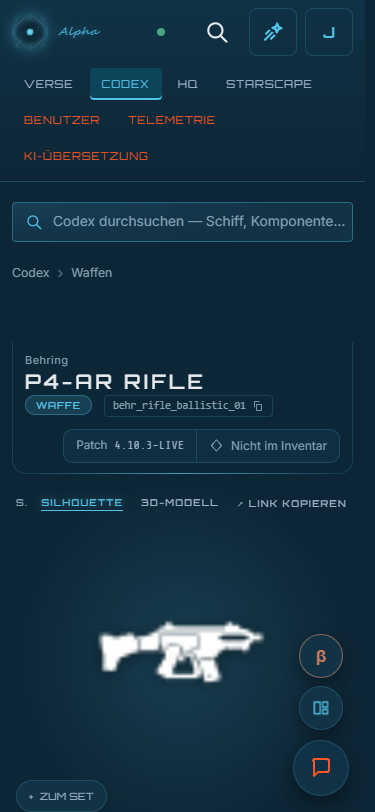 Alpha
VERSE CODEX HQ STARSCAPE
BENUTZER TELEMETRIE
KI-ÜBERSETZUNG
Codex durchsuchen — Schiff, Komponente...
Codex › Waffen
Behring
P4-AR RIFLE
WAFFE behr_rifle_ballistic_01
Patch 4.10.3-LIVE Nicht im Inventar
S. SILHOUETTE 3D-MODELL ↗ LINK KOPIEREN
β
+ ZUM SET